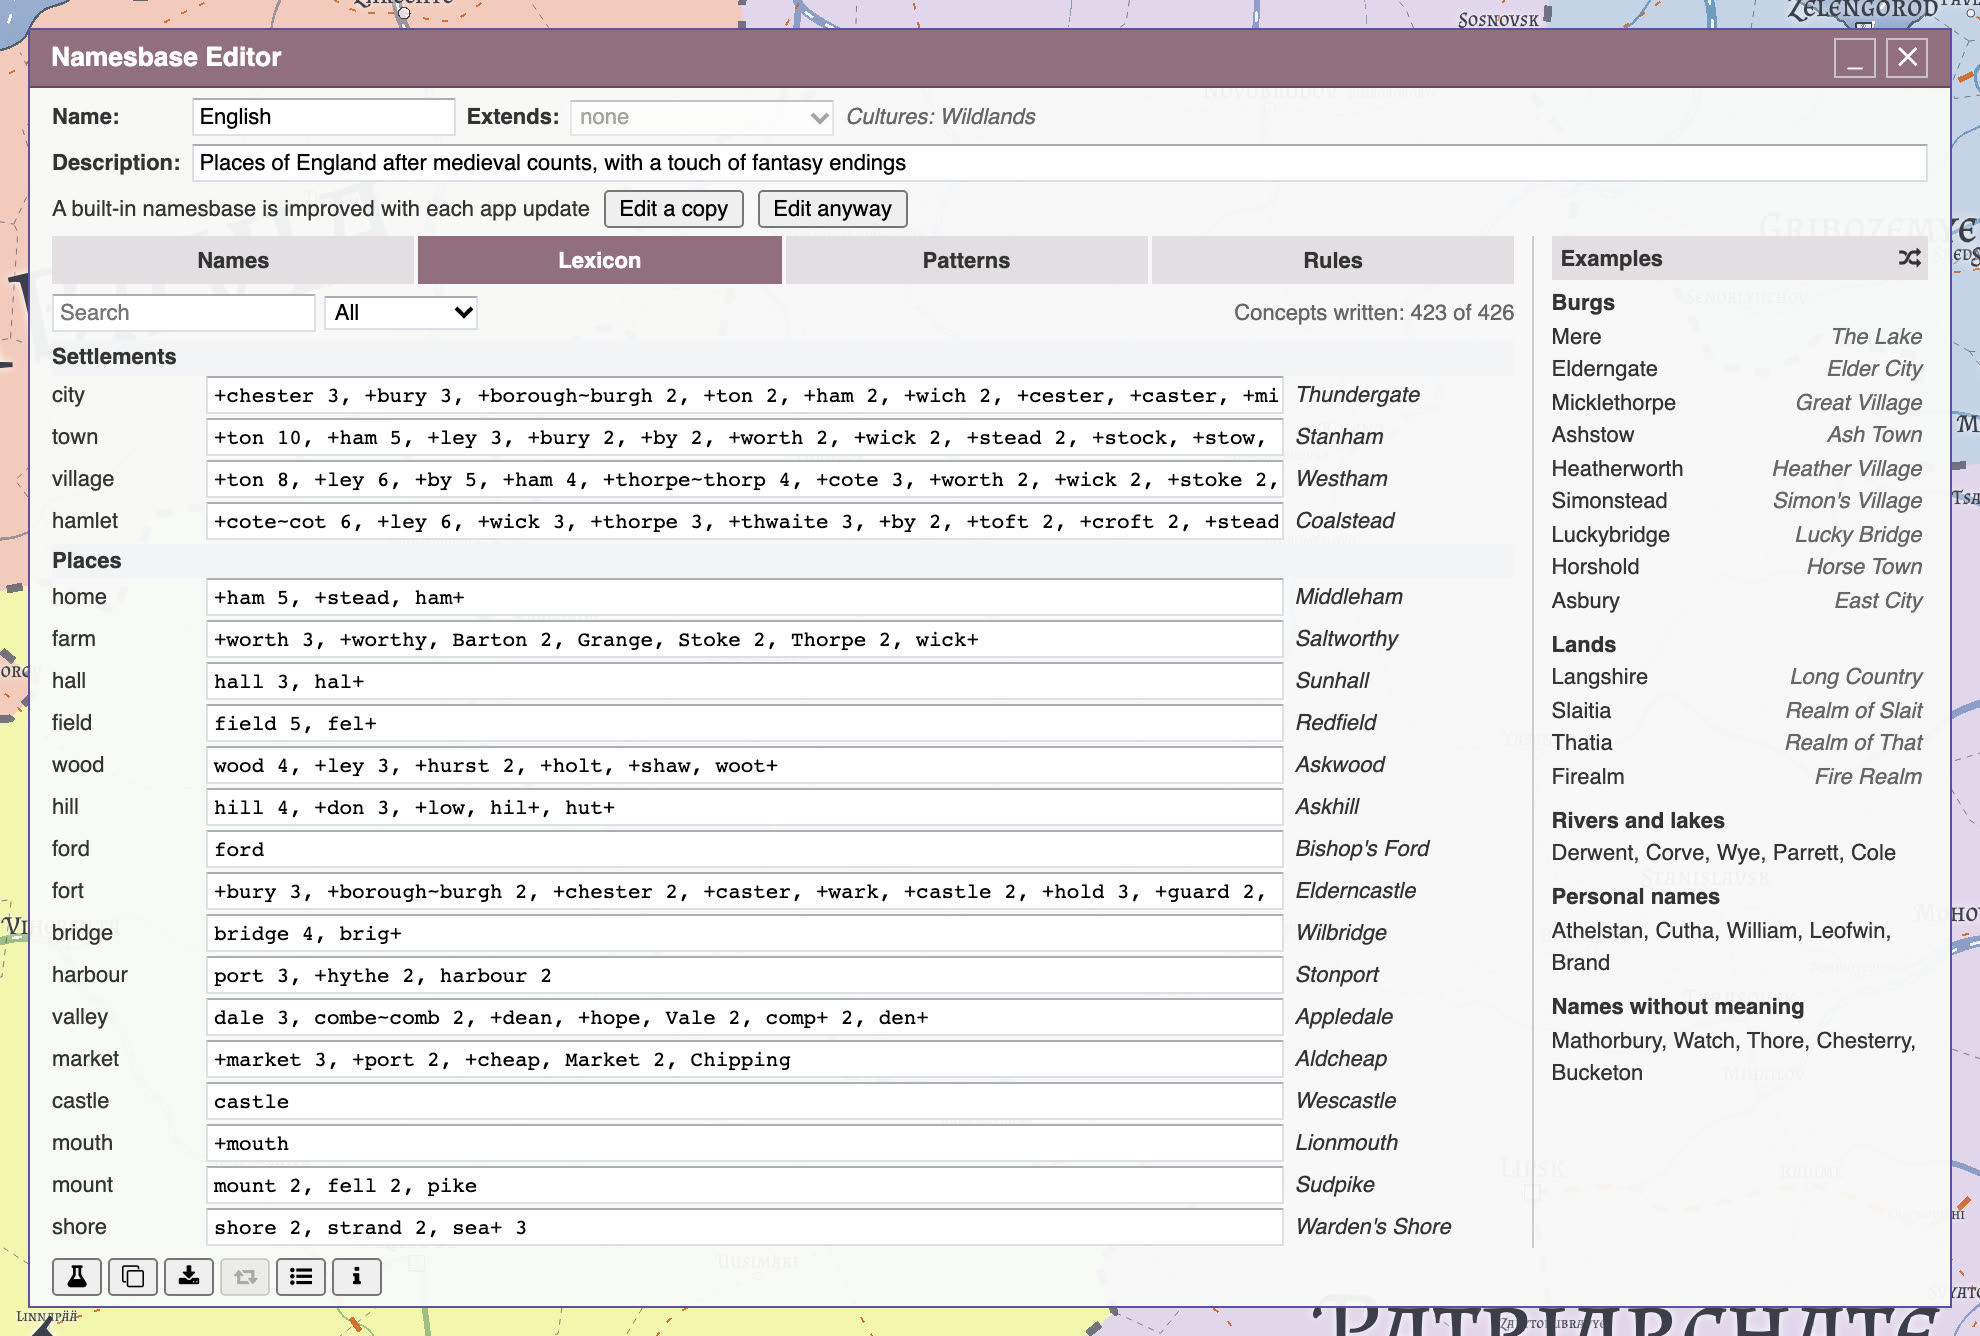 SOSNOVSK
ZELENGOROD
Namesbase Editor
Name: English Extends: none Cultures: Wildlands
Description: Places of England after medieval counts, with a touch of fantasy endings
A built-in namesbase is improved with each app update Edit a copy Edit anyway
Names Lexicon Patterns Rules
Search All Concepts written: 423 of 426
Settlements
city +chester 3, +bury 3, +borough~burgh 2, +ton 2, +ham 2, +wich 2, +cester, +caster, +mi Thundergate
town +ton 10, +ham 5, +ley 3, +bury 2, +by 2, +worth 2, +wick 2, +stead 2, +stock, +stow, Stanham
village +ton 8, +ley 6, +by 5, +ham 4, +thorpe~thorp 4, +cote 3, +worth 2, +wick 2, +stoke 2, Westham
hamlet +cote~cot 6, +ley 6, +wick 3, +thorpe 3, +thwaite 3, +by 2, +toft 2, +croft 2, +stead Coalstead
Places
home +ham 5, +stead, ham+ Middleham
farm +worth 3, +worthy, Barton 2, Grange, Stoke 2, Thorpe 2, wick+ Saltworthy
hall hall 3, hal+ Sunhall
field field 5, fel+ Redfield
wood wood 4, +ley 3, +hurst 2, +holt, +shaw, woot+ Askwood
hill hill 4, +don 3, +low, hil+, hut+ Askhill
ford ford Bishop's Ford
fort +bury 3, +borough~burgh 2, +chester 2, +caster, +wark, +castle 2, +hold 3, +guard 2, Elderncastle
bridge bridge 4, brig+ Wilbridge
harbour port 3, +hythe 2, harbour 2 Stonport
valley dale 3, combe~comb 2, +dean, +hope, Vale 2, comp+ 2, den+ Appledale
market +market 3, +port 2, +cheap, Market 2, Chipping Aldcheap
castle castle Wescastle
mouth +mouth Lionmouth
mount mount 2, fell 2, pike Sudpike
shore shore 2, strand 2, sea+ 3 Warden's Shore
Examples
Burgs
Mere The Lake
Elderngate Elder City
Micklethorpe Great Village
Ashstow Ash Town
Heatherworth Heather Village
Simonstead Simon's Village
Luckybridge Lucky Bridge
Horshold Horse Town
Asbury East City
Lands
Langshire Long Country
Slaitia Realm of Slait
Thatia Realm of That
Firealm Fire Realm
Rivers and lakes
Derwent, Corve, Wye, Parrett, Cole
Personal names
Athelstan, Cutha, William, Leofwin,
Brand
Names without meaning
Mathorbury, Watch, Thore, Chesterry,
Bucketon
LINNAPÄÄ
PATRIARCHATE